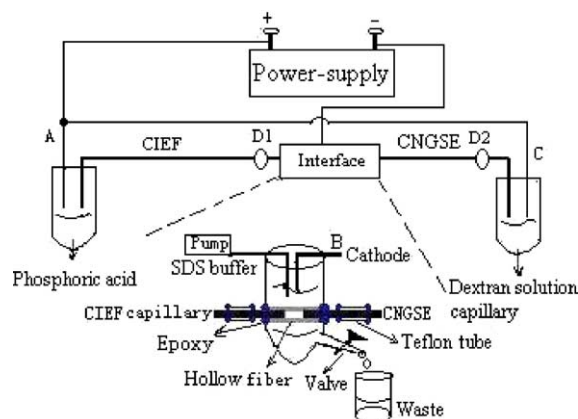 + −
Power-supply
A CIEF D1 Interface CNGSE D2 C
Phosphoric acid
Dextran solution
capillary
Pump
SDS buffer
B
Cathode
CIEF capillary
CNGSE
Epoxy
Teflon tube
Hollow fiber
Valve
Waste